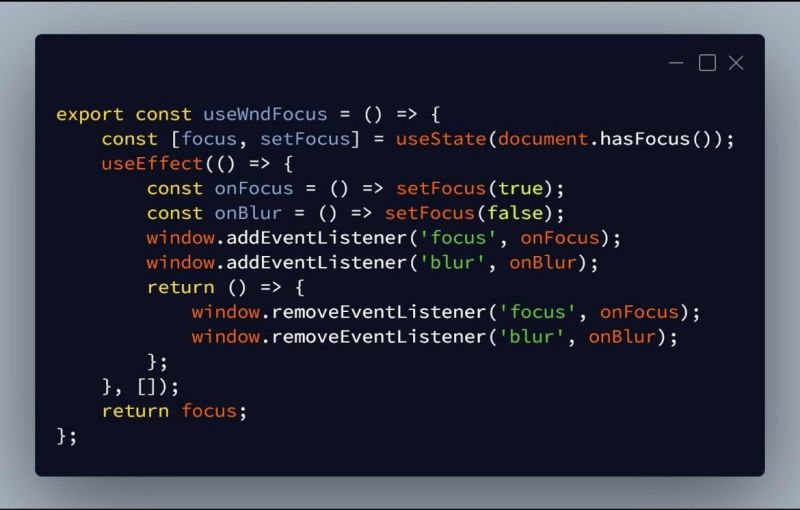 export const useWndFocus = () => {
    const [focus, setFocus] = useState(document.hasFocus());
    useEffect(() => {
        const onFocus = () => setFocus(true);
        const onBlur = () => setFocus(false);
        window.addEventListener('focus', onFocus);
        window.addEventListener('blur', onBlur);
        return () => {
            window.removeEventListener('focus', onFocus);
            window.removeEventListener('blur', onBlur);
        };
    }, []);
    return focus;
};